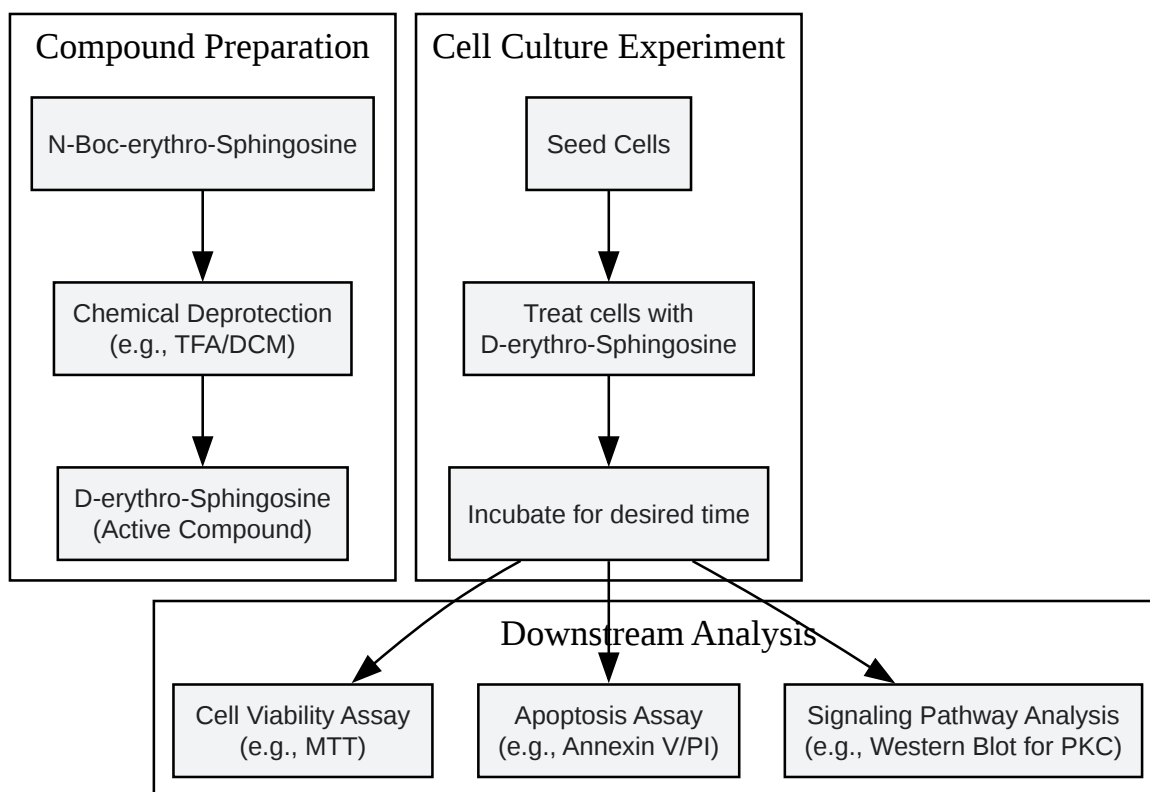 Compound Preparation
N-Boc-erythro-Sphingosine
Chemical Deprotection
(e.g., TFA/DCM)
D-erythro-Sphingosine
(Active Compound)
Cell Culture Experiment
Seed Cells
Treat cells with
D-erythro-Sphingosine
Incubate for desired time
Downstream Analysis
Cell Viability Assay
(e.g., MTT)
Apoptosis Assay
(e.g., Annexin V/PI)
Signaling Pathway Analysis
(e.g., Western Blot for PKC)